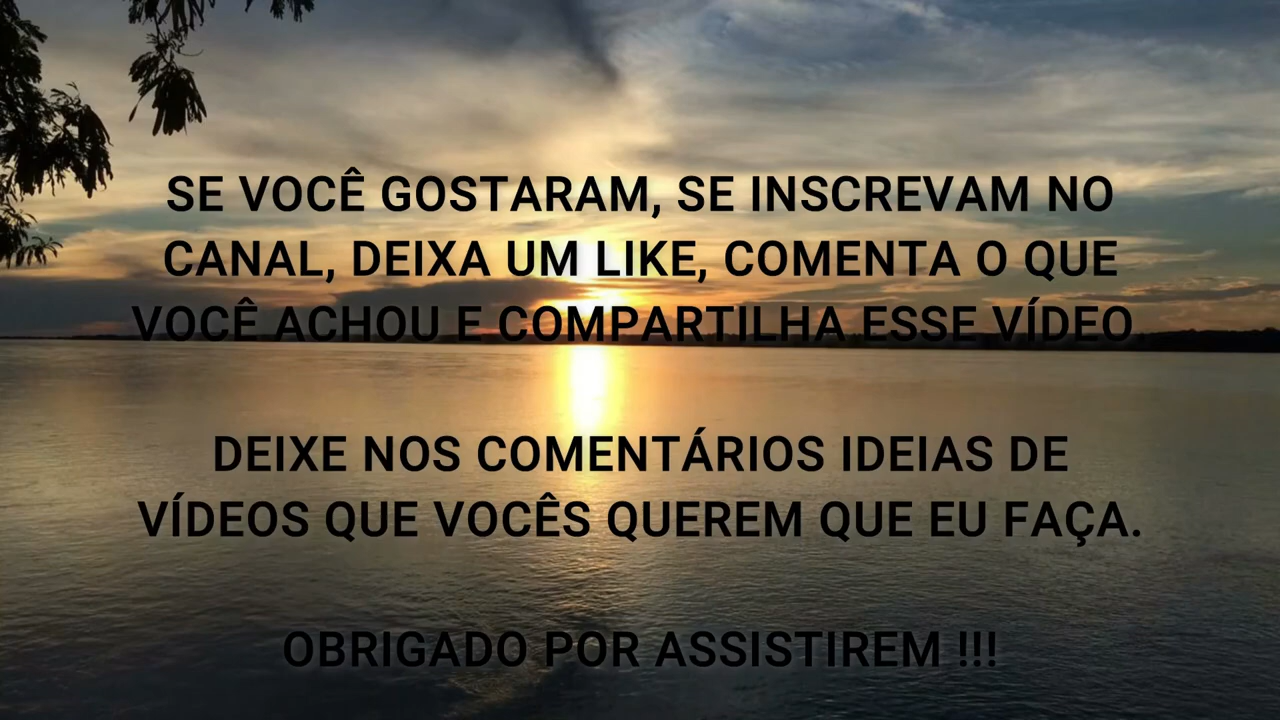 SE VOCÊ GOSTARAM, SE INSCREVAM NO
CANAL, DEIXA UM LIKE, COMENTA O QUE
VOCÊ ACHOU E COMPARTILHA ESSE VÍDEO.
DEIXE NOS COMENTÁRIOS IDEIAS DE
VÍDEOS QUE VOCÊS QUEREM QUE EU FAÇA.
OBRIGADO POR ASSISTIREM !!!